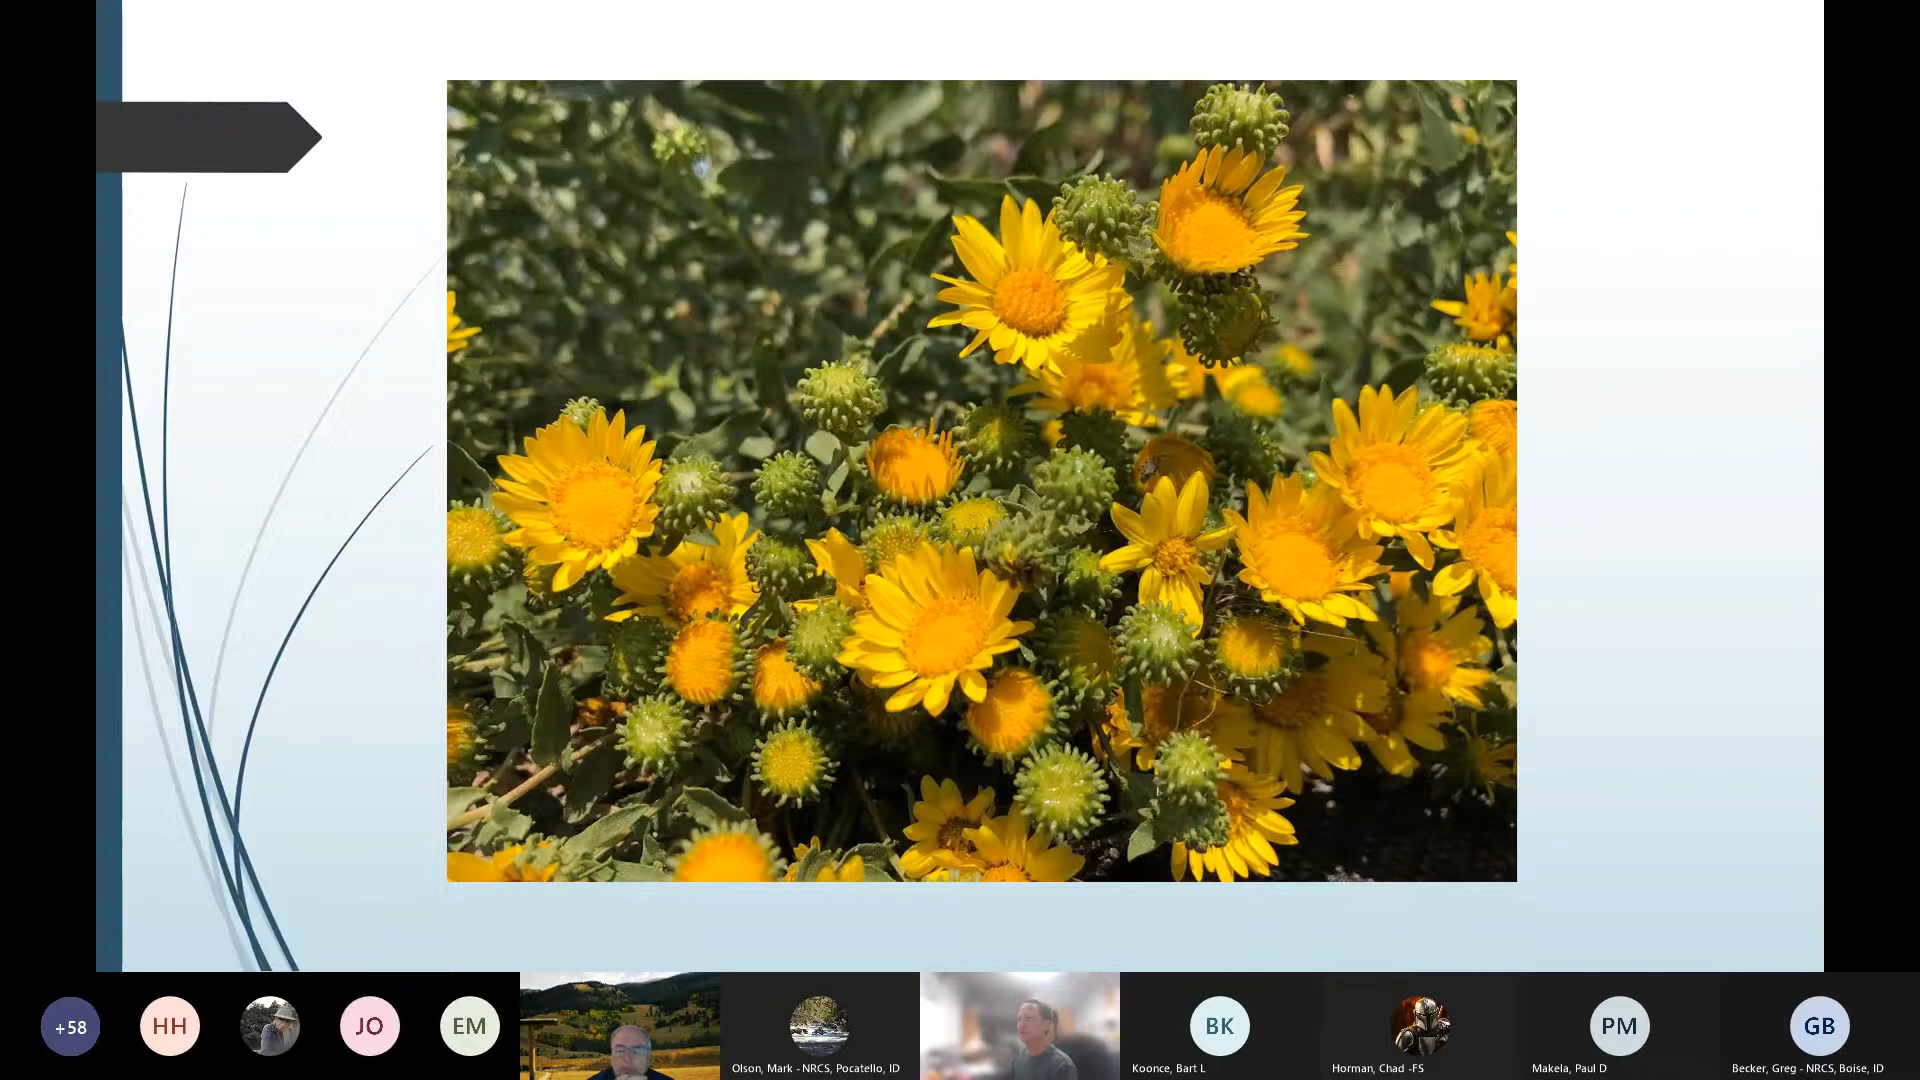 +58
HH
JO
EM
Olson, Mark - NRCS, Pocatello, ID
BK
Koonce, Bart L
Horman, Chad -FS
PM
Makela, Paul D
GB
Becker, Greg - NRCS, Boise, ID